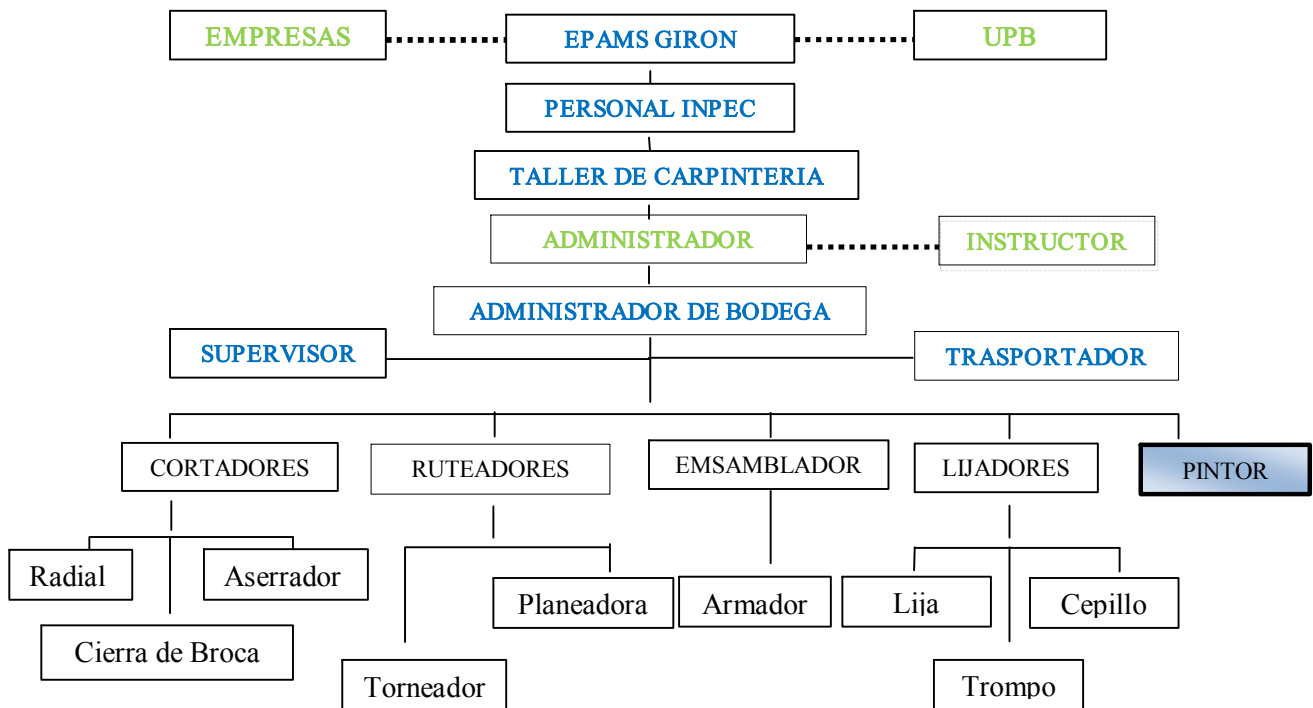 EMPRESAS
EPAMS GIRON
UPB
PERSONAL INPEC
TALLER DE CARPINTERIA
ADMINISTRADOR
INSTRUCTOR
ADMINISTRADOR DE BODEGA
SUPERVISOR
TRASPORTADOR
CORTADORES
RUTEADORES
EMSAMBLADOR
LIJADORES
PINTOR
Radial
Aserrador
Planeadora
Armador
Lija
Cepillo
Cierra de Broca
Torneador
Trompo